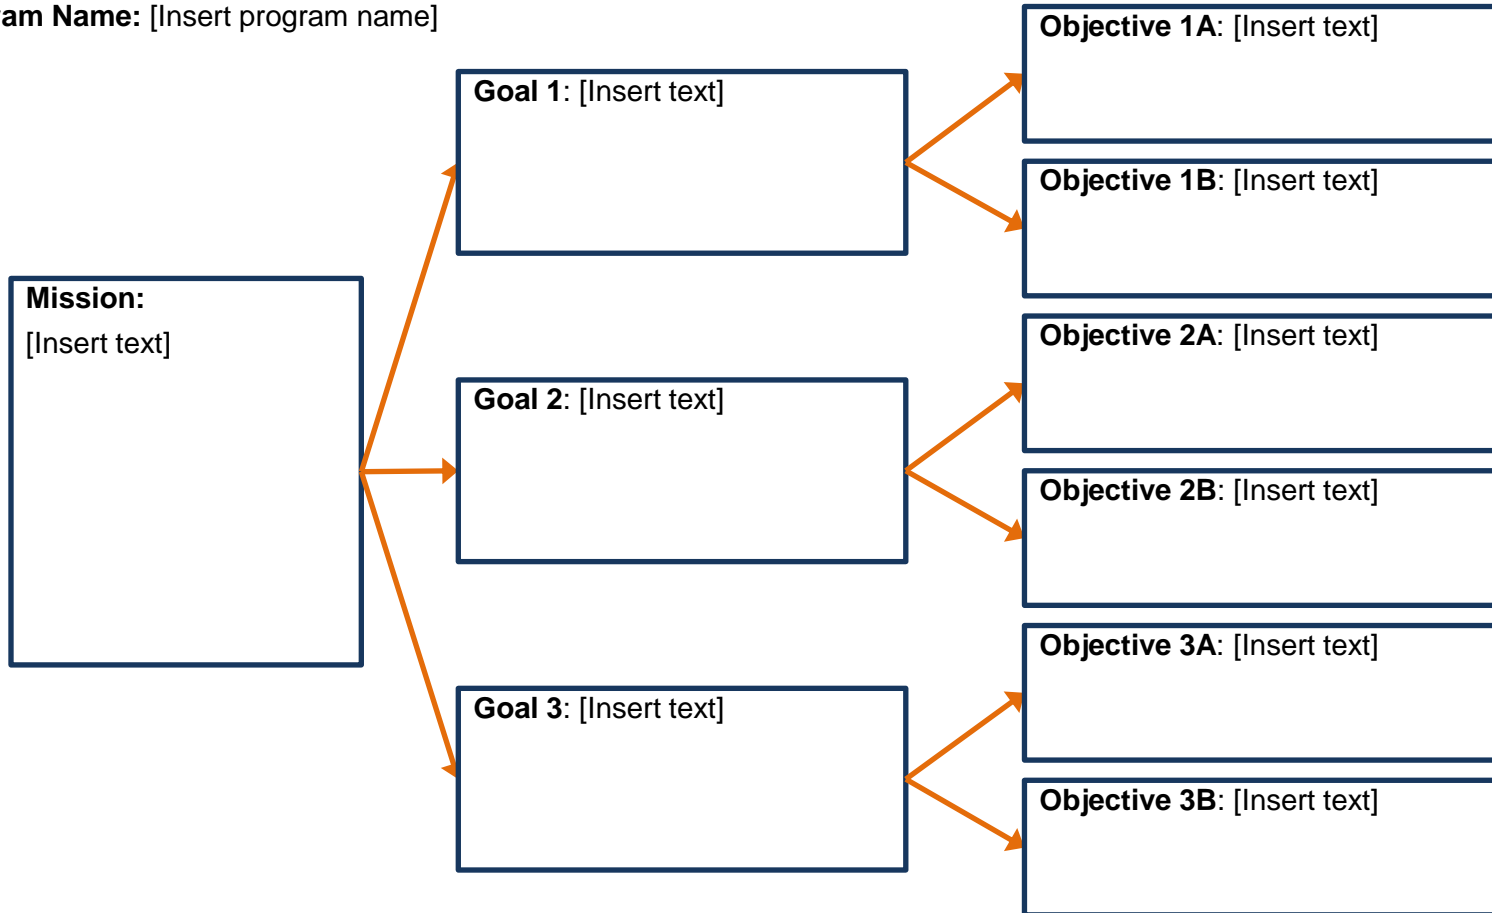 ram Name: [Insert program name]
Mission:
[Insert text]
Goal 1: [Insert text]
Objective 1A: [Insert text]
Objective 1B: [Insert text]
Goal 2: [Insert text]
Objective 2A: [Insert text]
Objective 2B: [Insert text]
Goal 3: [Insert text]
Objective 3A: [Insert text]
Objective 3B: [Insert text]